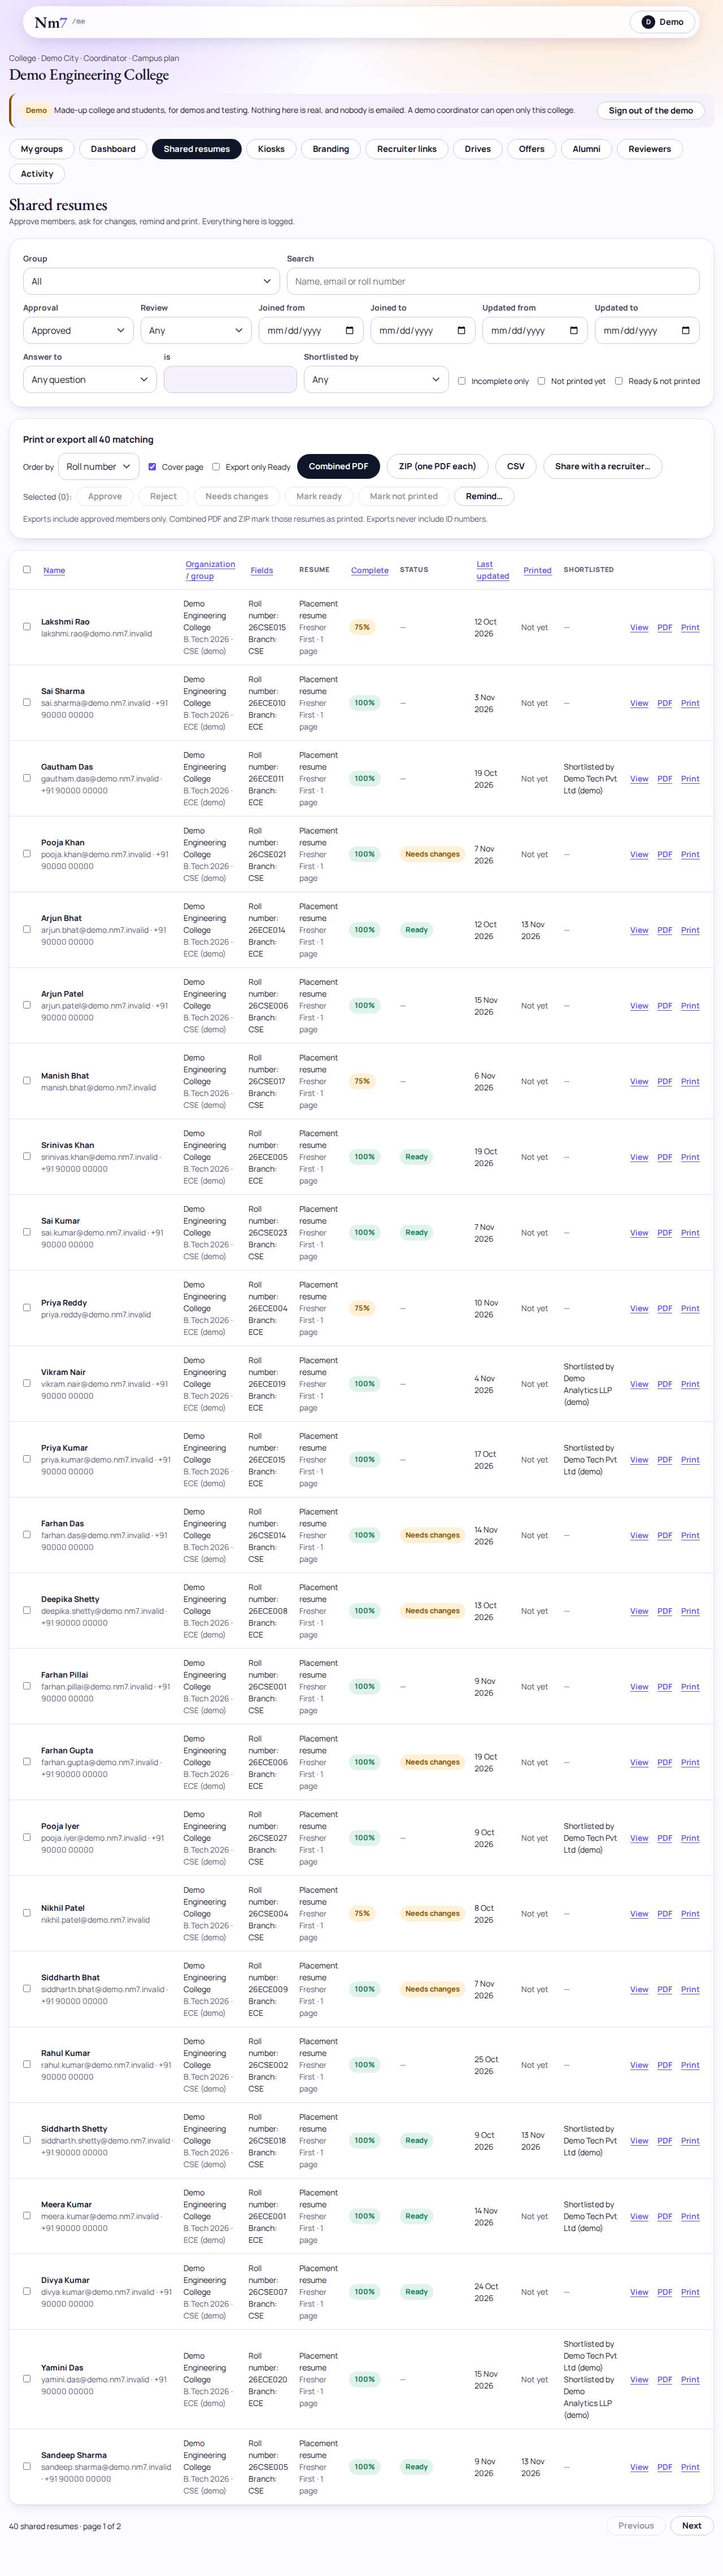 Nm7 /me
D Demo
College · Demo City · Coordinator · Campus plan
Demo Engineering College
Demo Made-up college and students, for demos and testing. Nothing here is real, and nobody is emailed. A demo coordinator can open only this college. Sign out of the demo
My groups Dashboard Shared resumes Kiosks Branding Recruiter links Drives Offers Alumni Reviewers
Activity
Shared resumes
Approve members, ask for changes, remind and print. Everything here is logged.
Group Search
All Name, email or roll number
Approval Review Joined from Joined to Updated from Updated to
Approved Any mm/dd/yyyy mm/dd/yyyy mm/dd/yyyy mm/dd/yyyy
Answer to is Shortlisted by
Any question Any Incomplete only Not printed yet Ready & not printed
Print or export all 40 matching
Order by Roll number Cover page Export only Ready Combined PDF ZIP (one PDF each) CSV Share with a recruiter...
Selected (0): Approve Reject Needs changes Mark ready Mark not printed Remind...
Exports include approved members only. Combined PDF and ZIP mark those resumes as printed. Exports never include ID numbers.
Name Organization / group Fields RESUME Complete STATUS Last updated Printed SHORTLISTED
Lakshmi Rao lakshmi.rao@demo.nm7.invalid Demo Engineering College B.Tech 2026 · CSE (demo) Roll number: 26CSE015 Branch: CSE Placement resume Fresher First · 1 page 75% — 12 Oct 2026 Not yet — View PDF Print
Sai Sharma sai.sharma@demo.nm7.invalid · +91 90000 00000 Demo Engineering College B.Tech 2026 · ECE (demo) Roll number: 26ECE010 Branch: ECE Placement resume Fresher First · 1 page 100% — 3 Nov 2026 Not yet — View PDF Print
Gautham Das gautham.das@demo.nm7.invalid · +91 90000 00000 Demo Engineering College B.Tech 2026 · ECE (demo) Roll number: 26ECE011 Branch: ECE Placement resume Fresher First · 1 page 100% — 19 Oct 2026 Not yet Shortlisted by Demo Tech Pvt Ltd (demo) View PDF Print
Pooja Khan pooja.khan@demo.nm7.invalid · +91 90000 00000 Demo Engineering College B.Tech 2026 · CSE (demo) Roll number: 26CSE021 Branch: CSE Placement resume Fresher First · 1 page 100% Needs changes 7 Nov 2026 Not yet — View PDF Print
Arjun Bhat arjun.bhat@demo.nm7.invalid · +91 90000 00000 Demo Engineering College B.Tech 2026 · ECE (demo) Roll number: 26ECE014 Branch: ECE Placement resume Fresher First · 1 page 100% Ready 12 Oct 2026 13 Nov 2026 — View PDF Print
Arjun Patel arjun.patel@demo.nm7.invalid · +91 90000 00000 Demo Engineering College B.Tech 2026 · CSE (demo) Roll number: 26CSE006 Branch: CSE Placement resume Fresher First · 1 page 100% — 15 Nov 2026 Not yet — View PDF Print
Manish Bhat manish.bhat@demo.nm7.invalid Demo Engineering College B.Tech 2026 · CSE (demo) Roll number: 26CSE017 Branch: CSE Placement resume Fresher First · 1 page 75% — 6 Nov 2026 Not yet — View PDF Print
Srinivas Khan srinivas.khan@demo.nm7.invalid · +91 90000 00000 Demo Engineering College B.Tech 2026 · ECE (demo) Roll number: 26ECE005 Branch: ECE Placement resume Fresher First · 1 page 100% Ready 19 Oct 2026 Not yet — View PDF Print
Sai Kumar sai.kumar@demo.nm7.invalid · +91 90000 00000 Demo Engineering College B.Tech 2026 · CSE (demo) Roll number: 26CSE023 Branch: CSE Placement resume Fresher First · 1 page 100% Ready 7 Nov 2026 Not yet — View PDF Print
Priya Reddy priya.reddy@demo.nm7.invalid Demo Engineering College B.Tech 2026 · ECE (demo) Roll number: 26ECE004 Branch: ECE Placement resume Fresher First · 1 page 75% — 10 Nov 2026 Not yet — View PDF Print
Vikram Nair vikram.nair@demo.nm7.invalid · +91 90000 00000 Demo Engineering College B.Tech 2026 · ECE (demo) Roll number: 26ECE019 Branch: ECE Placement resume Fresher First · 1 page 100% — 4 Nov 2026 Not yet Shortlisted by Demo Analytics LLP (demo) View PDF Print
Priya Kumar priya.kumar@demo.nm7.invalid · +91 90000 00000 Demo Engineering College B.Tech 2026 · ECE (demo) Roll number: 26ECE015 Branch: ECE Placement resume Fresher First · 1 page 100% — 17 Oct 2026 Not yet Shortlisted by Demo Tech Pvt Ltd (demo) View PDF Print
Farhan Das farhan.das@demo.nm7.invalid · +91 90000 00000 Demo Engineering College B.Tech 2026 · CSE (demo) Roll number: 26CSE014 Branch: CSE Placement resume Fresher First · 1 page 100% Needs changes 14 Nov 2026 Not yet — View PDF Print
Deepika Shetty deepika.shetty@demo.nm7.invalid · +91 90000 00000 Demo Engineering College B.Tech 2026 · ECE (demo) Roll number: 26ECE008 Branch: ECE Placement resume Fresher First · 1 page 100% Needs changes 13 Oct 2026 Not yet — View PDF Print
Farhan Pillai farhan.pillai@demo.nm7.invalid · +91 90000 00000 Demo Engineering College B.Tech 2026 · CSE (demo) Roll number: 26CSE001 Branch: CSE Placement resume Fresher First · 1 page 100% — 9 Nov 2026 Not yet — View PDF Print
Farhan Gupta farhan.gupta@demo.nm7.invalid · +91 90000 00000 Demo Engineering College B.Tech 2026 · ECE (demo) Roll number: 26ECE006 Branch: ECE Placement resume Fresher First · 1 page 100% Needs changes 19 Oct 2026 Not yet — View PDF Print
Pooja Iyer pooja.iyer@demo.nm7.invalid · +91 90000 00000 Demo Engineering College B.Tech 2026 · CSE (demo) Roll number: 26CSE027 Branch: CSE Placement resume Fresher First · 1 page 100% — 9 Oct 2026 Not yet Shortlisted by Demo Tech Pvt Ltd (demo) View PDF Print
Nikhil Patel nikhil.patel@demo.nm7.invalid Demo Engineering College B.Tech 2026 · CSE (demo) Roll number: 26CSE004 Branch: CSE Placement resume Fresher First · 1 page 75% Needs changes 8 Oct 2026 Not yet — View PDF Print
Siddharth Bhat siddharth.bhat@demo.nm7.invalid · +91 90000 00000 Demo Engineering College B.Tech 2026 · ECE (demo) Roll number: 26ECE009 Branch: ECE Placement resume Fresher First · 1 page 100% Needs changes 7 Nov 2026 Not yet — View PDF Print
Rahul Kumar rahul.kumar@demo.nm7.invalid · +91 90000 00000 Demo Engineering College B.Tech 2026 · CSE (demo) Roll number: 26CSE002 Branch: CSE Placement resume Fresher First · 1 page 100% — 25 Oct 2026 Not yet — View PDF Print
Siddharth Shetty siddharth.shetty@demo.nm7.invalid · +91 90000 00000 Demo Engineering College B.Tech 2026 · CSE (demo) Roll number: 26CSE018 Branch: CSE Placement resume Fresher First · 1 page 100% Ready 9 Oct 2026 13 Nov 2026 Shortlisted by Demo Tech Pvt Ltd (demo) View PDF Print
Meera Kumar meera.kumar@demo.nm7.invalid · +91 90000 00000 Demo Engineering College B.Tech 2026 · ECE (demo) Roll number: 26ECE001 Branch: ECE Placement resume Fresher First · 1 page 100% Ready 14 Nov 2026 Not yet Shortlisted by Demo Tech Pvt Ltd (demo) View PDF Print
Divya Kumar divya.kumar@demo.nm7.invalid · +91 90000 00000 Demo Engineering College B.Tech 2026 · CSE (demo) Roll number: 26CSE007 Branch: CSE Placement resume Fresher First · 1 page 100% Ready 24 Oct 2026 Not yet — View PDF Print
Yamini Das yamini.das@demo.nm7.invalid · +91 90000 00000 Demo Engineering College B.Tech 2026 · ECE (demo) Roll number: 26ECE020 Branch: ECE Placement resume Fresher First · 1 page 100% — 15 Nov 2026 Not yet Shortlisted by Demo Tech Pvt Ltd (demo) Shortlisted by Demo Analytics LLP (demo) View PDF Print
Sandeep Sharma sandeep.sharma@demo.nm7.invalid · +91 90000 00000 Demo Engineering College B.Tech 2026 · CSE (demo) Roll number: 26CSE005 Branch: CSE Placement resume Fresher First · 1 page 100% Ready 9 Nov 2026 13 Nov 2026 — View PDF Print
40 shared resumes · page 1 of 2 Previous Next